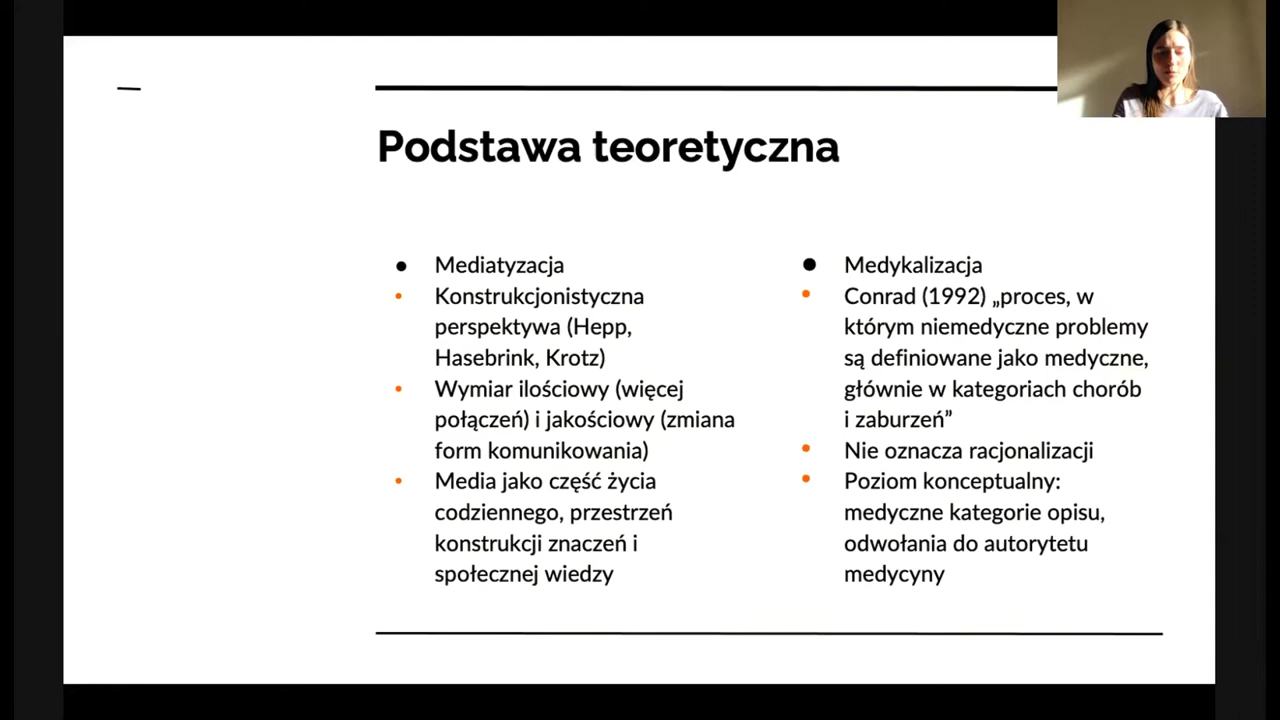 Podstawa teoretyczna
Mediatyzacja
Konstrukcjonistyczna
perspektywa (Hepp,
Hasebrink, Krotz)
Wymiar ilościowy (więcej
połączeń) i jakościowy (zmiana
form komunikowania)
Media jako część życia
codziennego, przestrzeń
konstrukcji znaczeń i
społecznej wiedzy
Medykalizacja
Conrad (1992) „proces, w
którym niemedyczne problemy
są definiowane jako medyczne,
głównie w kategoriach chorób
i zaburzeń”
Nie oznacza racjonalizacji
Poziom konceptualny:
medyczne kategorie opisu,
odwołania do autorytetu
medycyny